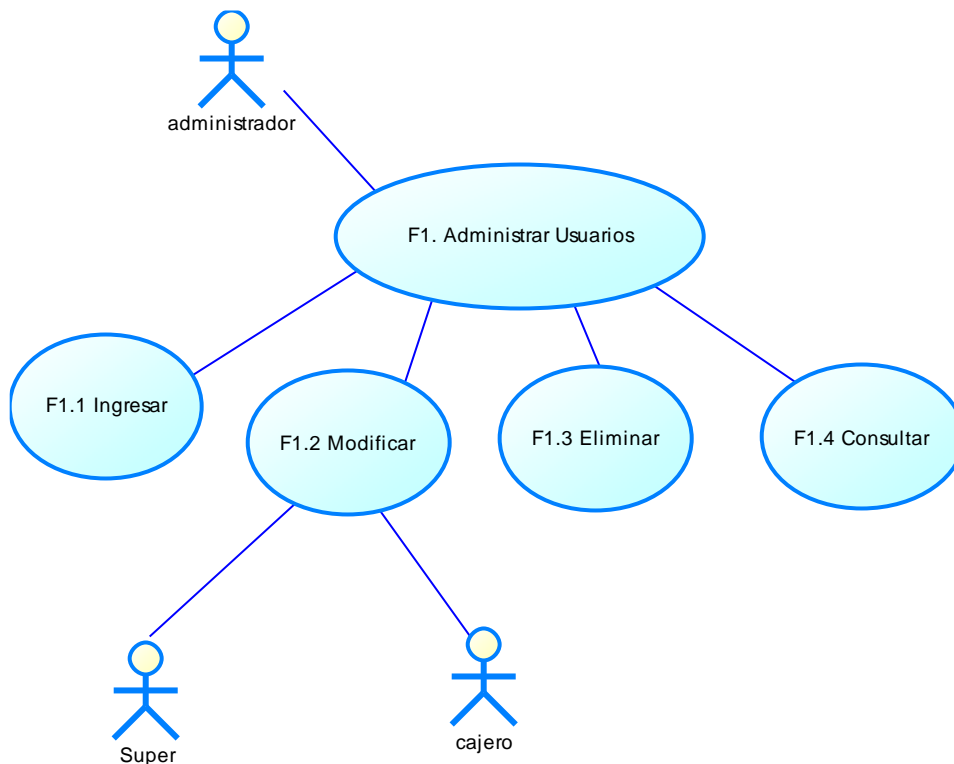 administrador
F1. Administrar Usuarios
F1.1 Ingresar
F1.2 Modificar
F1.3 Eliminar
F1.4 Consultar
Super
cajero